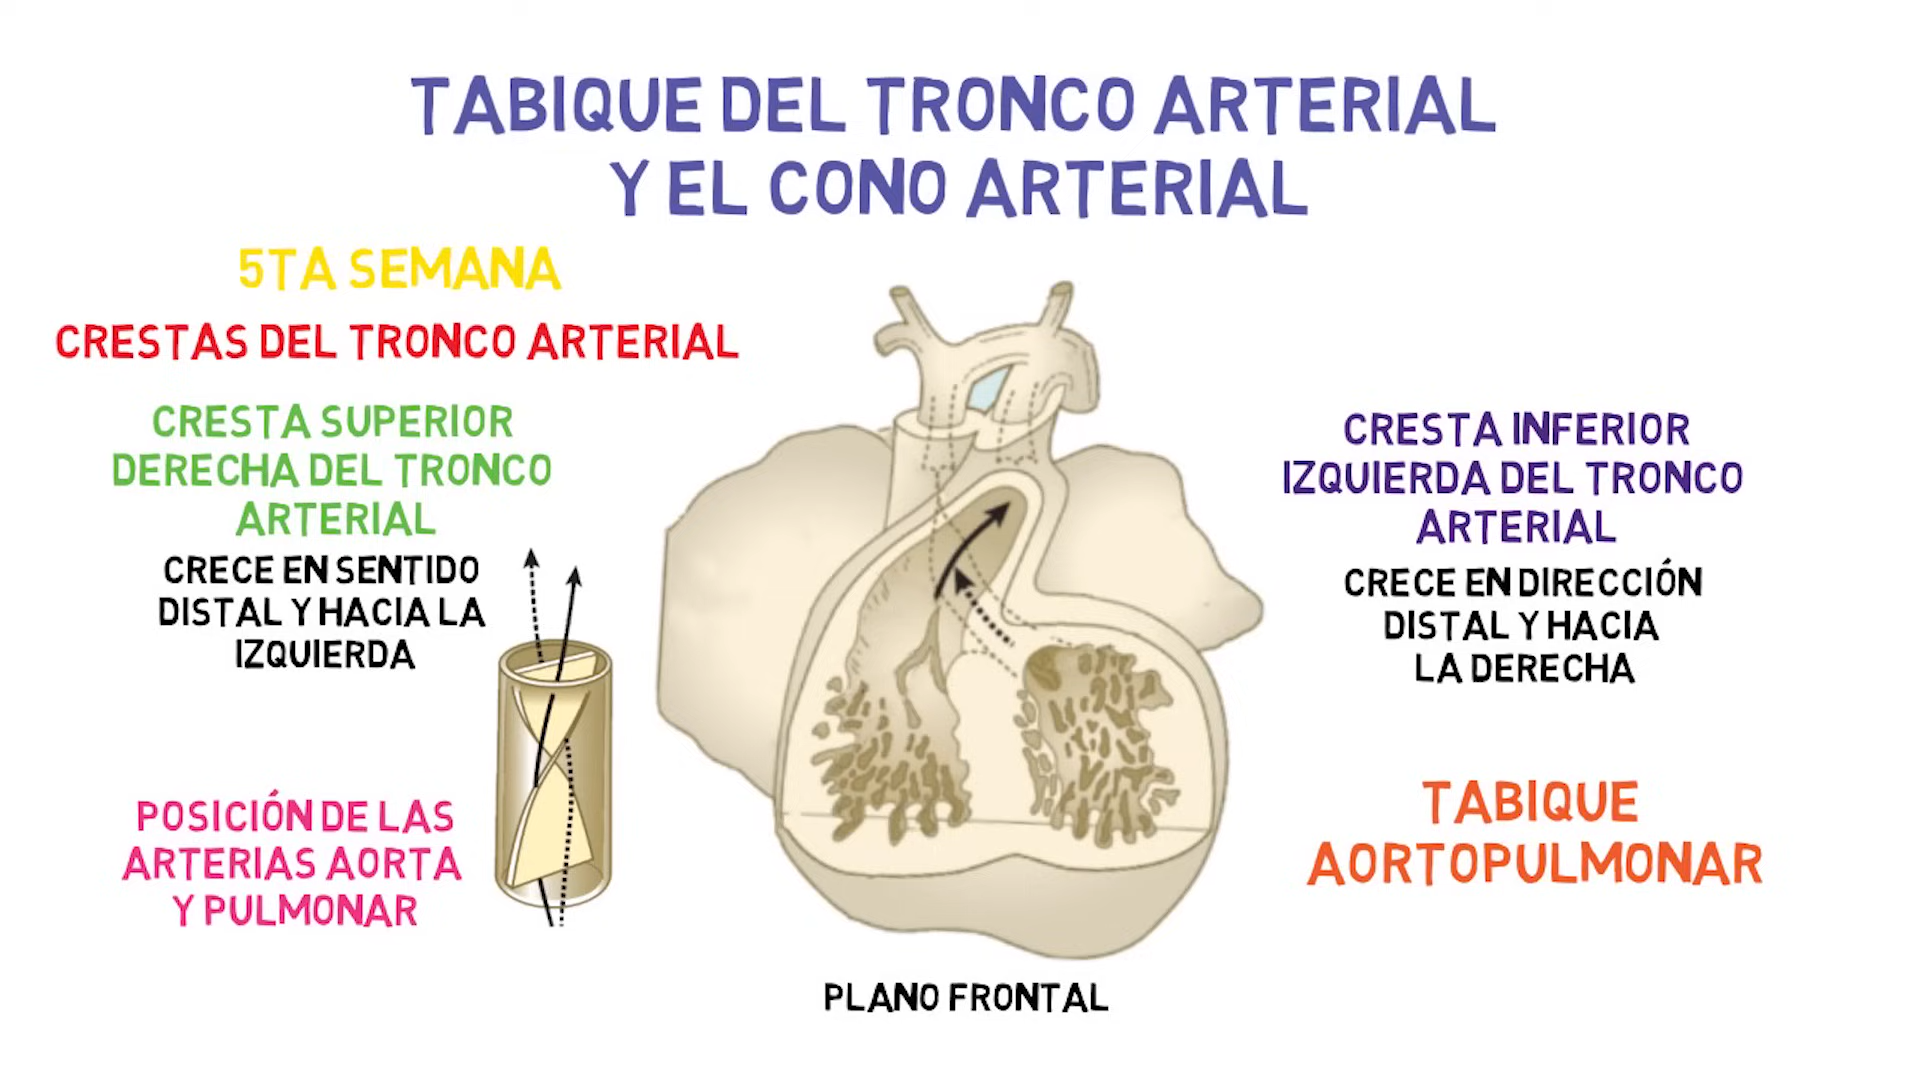 TABIQUE DEL TRONCO ARTERIAL
Y EL CONO ARTERIAL
5TA SEMANA
CRESTAS DEL TRONCO ARTERIAL
CRESTA SUPERIOR
DERECHA DEL TRONCO
ARTERIAL
CRECE EN SENTIDO
DISTAL Y HACIA LA
IZQUIERDA
POSICIÓN DE LAS
ARTERIAS AORTA
Y PULMONAR
CRESTA INFERIOR
IZQUIERDA DEL TRONCO
ARTERIAL
CRECE EN DIRECCIÓN
DISTAL Y HACIA
LA DERECHA
TABIQUE
AORTOPULMONAR
PLANO FRONTAL